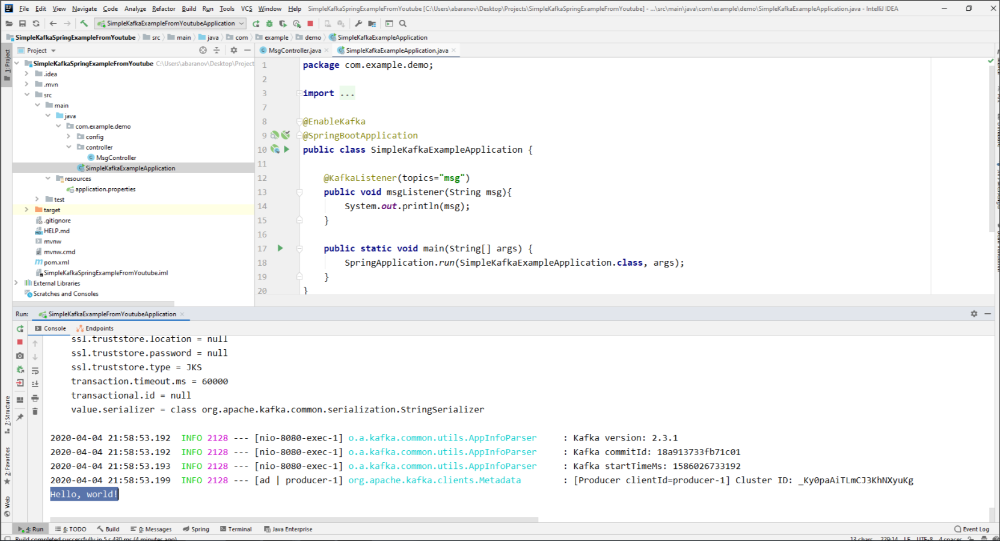 File Edit View Navigate Code Analyze Refactor Build Run Tools VCS Window Help SimpleKafkaSpringExampleFromYoutube [C:\Users\abaranov\Desktop\Projects\SimpleKafkaSpringExampleFromYoutube] - ...\src\main\java\com\example\demo\SimpleKafkaExampleApplication.java - IntelliJ IDEA
SimpleKafkaExampleFromYoutubeApplication
SimpleKafkaSpringExampleFromYoutube src main java com example demo SimpleKafkaExampleApplication
1: Project
Project
SimpleKafkaSpringExampleFromYoutube C:\Users\abaranov\Desktop\Project
.idea
.mvn
src
main
java
com.example.demo
config
controller
MsgController
SimpleKafkaExampleApplication
resources
application.properties
test
target
.gitignore
HELP.md
mvnw
mvnw.cmd
pom.xml
SimpleKafkaSpringExampleFromYoutube.iml
External Libraries
Scratches and Consoles
MsgController.java SimpleKafkaExampleApplication.java
1 package com.example.demo;
2
3 import ...
7
8 @EnableKafka
9 @SpringBootApplication
10 public class SimpleKafkaExampleApplication {
11
12 @KafkaListener(topics="msg")
13 public void msgListener(String msg){
14 System.out.println(msg);
15 }
16
17 public static void main(String[] args) {
18 SpringApplication.run(SimpleKafkaExampleApplication.class, args);
19 }
20 }
Run: SimpleKafkaExampleFromYoutubeApplication
Console Endpoints
ssl.truststore.location = null
ssl.truststore.password = null
ssl.truststore.type = JKS
transaction.timeout.ms = 60000
transactional.id = null
value.serializer = class org.apache.kafka.common.serialization.StringSerializer
2020-04-04 21:58:53.192 INFO 2128 --- [nio-8080-exec-1] o.a.kafka.common.utils.AppInfoParser : Kafka version: 2.3.1
2020-04-04 21:58:53.192 INFO 2128 --- [nio-8080-exec-1] o.a.kafka.common.utils.AppInfoParser : Kafka commitId: 18a913733fb71c01
2020-04-04 21:58:53.193 INFO 2128 --- [nio-8080-exec-1] o.a.kafka.common.utils.AppInfoParser : Kafka startTimeMs: 1586026733192
2020-04-04 21:58:53.199 INFO 2128 --- [ad | producer-1] org.apache.kafka.clients.Metadata : [Producer clientId=producer-1] Cluster ID: _Ky0paAiTLmCJ3KhNXyuKg
Hello, world!
Z: Structure
2: Favorites
Web
4: Run 6: TODO Build 0: Messages Spring Terminal Java Enterprise Event Log
Build completed successfully in 5 s 430 ms (4 minutes ago) 13 chars 229:14 LF UTF-8 4 spaces